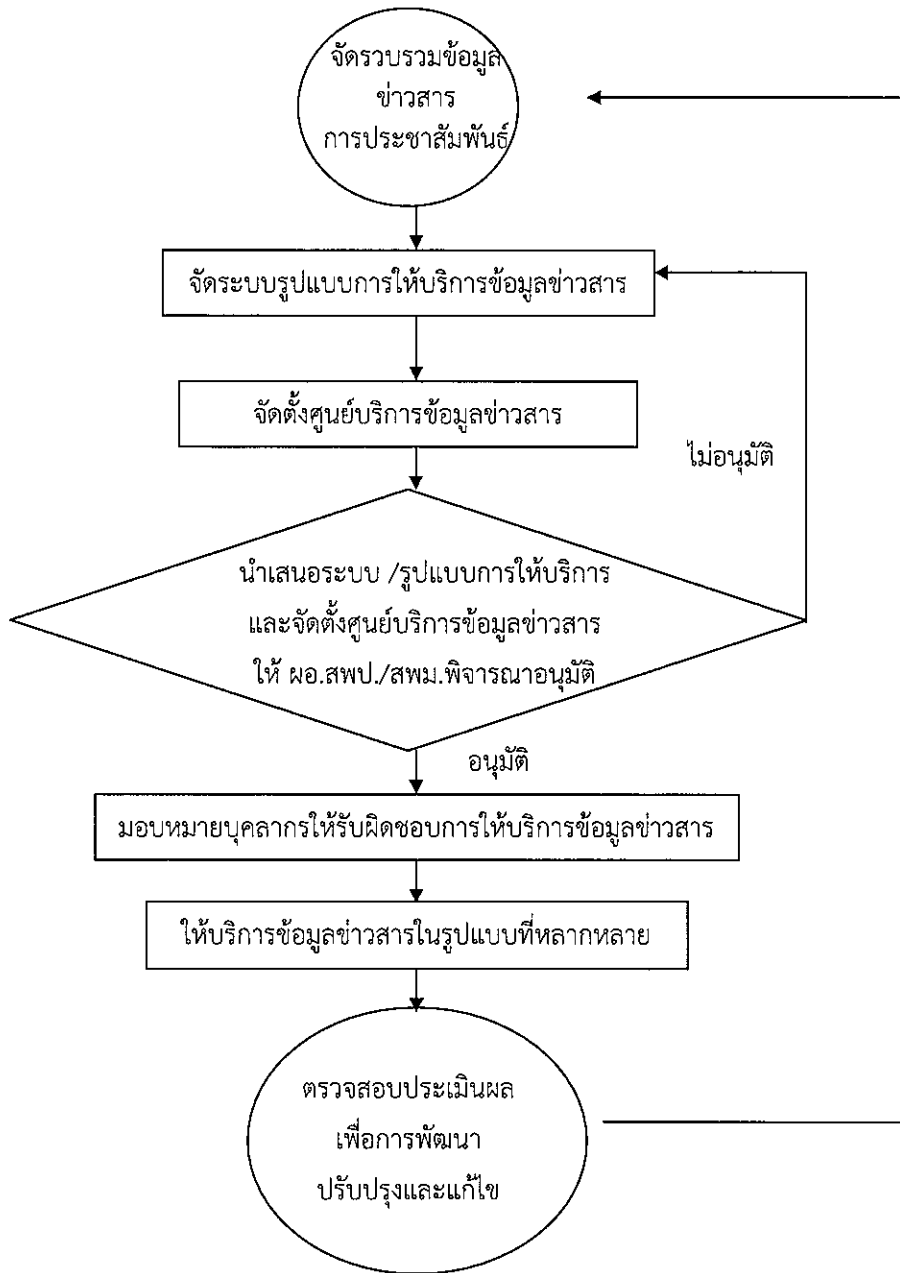 จัดรวบรวมข้อมูล
ข่าวสาร
การประชาสัมพันธ์
จัดระบบรูปแบบการให้บริการข้อมูลข่าวสาร
จัดตั้งศูนย์บริการข้อมูลข่าวสาร
ไม่อนุมัติ
นำเสนอระบบ /รูปแบบการให้บริการ
และจัดตั้งศูนย์บริการข้อมูลข่าวสาร
ให้ ผอ.สพป./สพม.พิจารณาอนุมัติ
อนุมัติ
มอบหมายบุคลากรให้รับผิดชอบการให้บริการข้อมูลข่าวสาร
ให้บริการข้อมูลข่าวสารในรูปแบบที่หลากหลาย
ตรวจสอบประเมินผล
เพื่อการพัฒนา
ปรับปรุงและแก้ไข